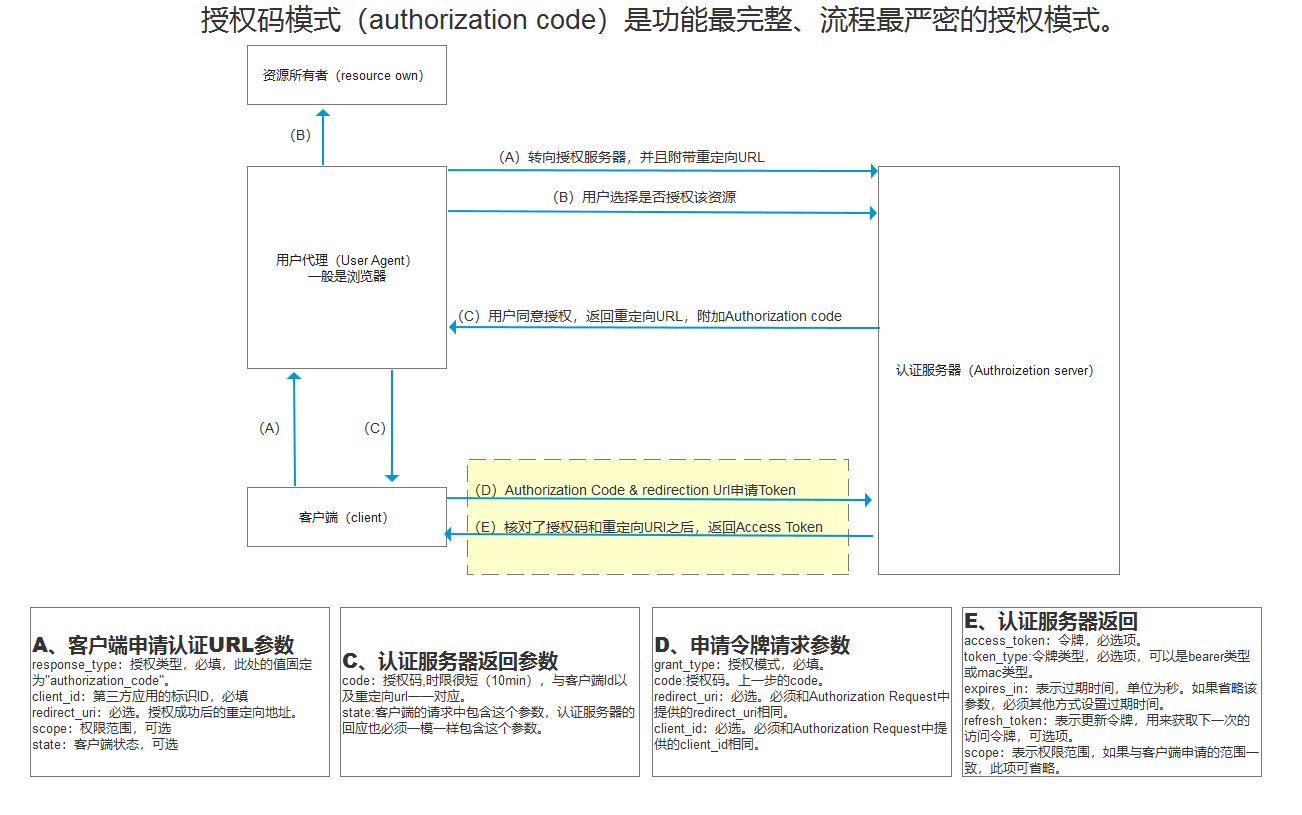 授权码模式（authorization code）是功能最完整、流程最严密的授权模式。
资源所有者（resource own）
（B）
（A）转向授权服务器，并且附带重定向URL
（B）用户选择是否授权该资源
用户代理（User Agent）
一般是浏览器
（C）用户同意授权，返回重定向URL，附加Authorization code
认证服务器（Authroizetion server）
（A）
（C）
（D）Authorization Code & redirection Url申请Token
客户端（client）
（E）核对了授权码和重定向URI之后，返回Access Token
A、客户端申请认证URL参数
response_type：授权类型，必填，此处的值固定
为"authorization_code"。
client_id：第三方应用的标识ID，必填
redirect_uri：必选。授权成功后的重定向地址。
scope：权限范围，可选
state：客户端状态，可选
C、认证服务器返回参数
code：授权码,时限很短（10min），与客户端Id以
及重定向url一一对应。
state:客户端的请求中包含这个参数，认证服务器的
回应也必须一模一样包含这个参数。
D、申请令牌请求参数
grant_type：授权模式，必填。
code:授权码。上一步的code。
redirect_uri：必选。必须和Authorization Request中
提供的redirect_uri相同。
client_id：必选。必须和Authorization Request中提
供的client_id相同。
E、认证服务器返回
access_token：令牌，必选项。
token_type:令牌类型，必选项，可以是bearer类型
或mac类型。
expires_in：表示过期时间，单位为秒。如果省略该
参数，必须其他方式设置过期时间。
refresh_token：表示更新令牌，用来获取下一次的
访问令牌，可选项。
scope：表示权限范围，如果与客户端申请的范围一
致，此项可省略。